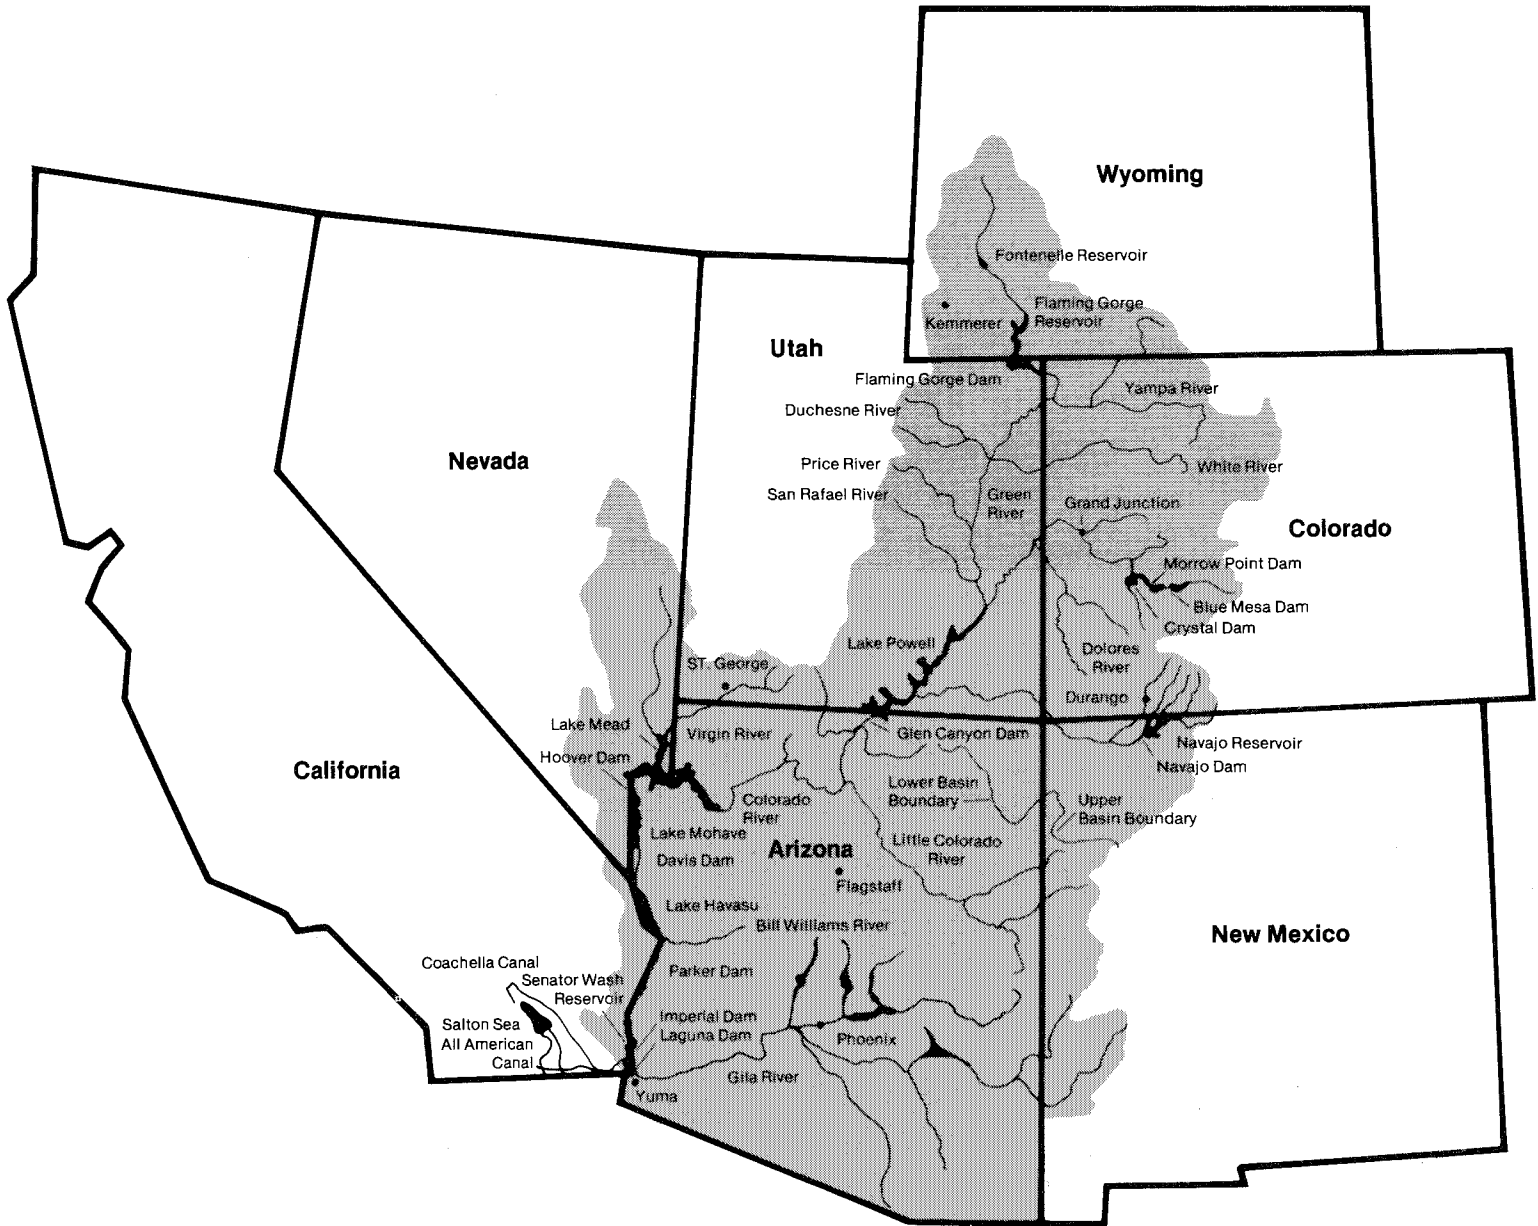 Wyoming
Fontenelle Reservoir
Flaming Gorge
Reservoir
Kemmerer
Utah
Flaming Gorge Dam
Yampa River
Duchesne River
Nevada
Price River
White River
San Rafael River
Green
River
Grand Junction
Colorado
Morrow Point Dam
Blue Mesa Dam
Crystal Dam
Lake Powell
Dolores
River
ST. George
Durango
Lake Mead
Virgin River
Glen Canyon Dam
Navajo Reservoir
Hoover Dam
Navajo Dam
California
Lower Basin
Boundary
Colorado
River
Upper
Basin Boundary
Lake Mohave
Arizona
Little Colorado
River
Davis Dam
Flagstaff
Lake Havasu
Bill Williams River
New Mexico
Coachella Canal
Parker Dam
Senator Wash
Reservoir
Imperial Dam
Salton Sea
Laguna Dam
All American
Canal
Phoenix
Gila River
Yuma